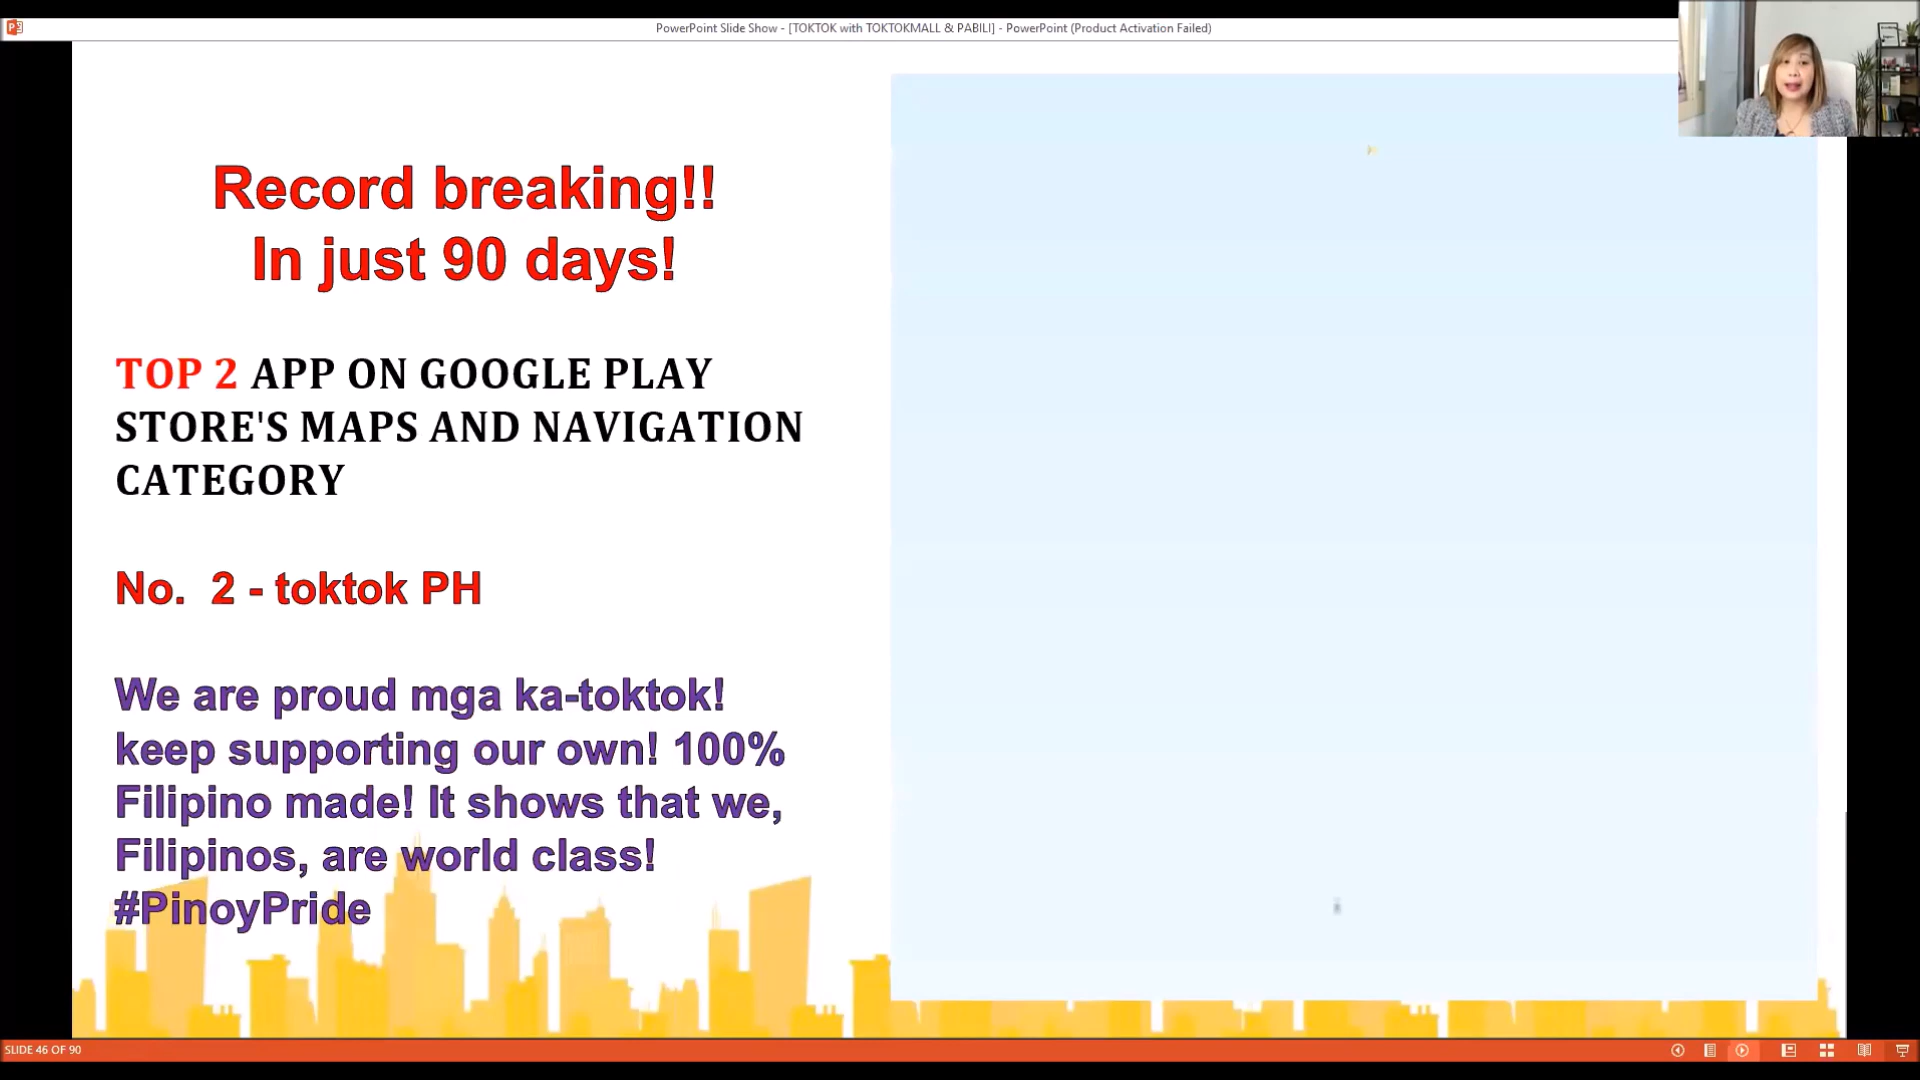 PowerPoint Slide Show - [TOKTOK with TOKTOKMALL & PABILI] - PowerPoint (Product Activation Failed)
Record breaking!!
In just 90 days!
TOP 2 APP ON GOOGLE PLAY
STORE'S MAPS AND NAVIGATION
CATEGORY
No. 2 - toktok PH
We are proud mga ka-toktok!
keep supporting our own! 100%
Filipino made! It shows that we,
Filipinos, are world class!
#PinoyPride
SLIDE 46 OF 90